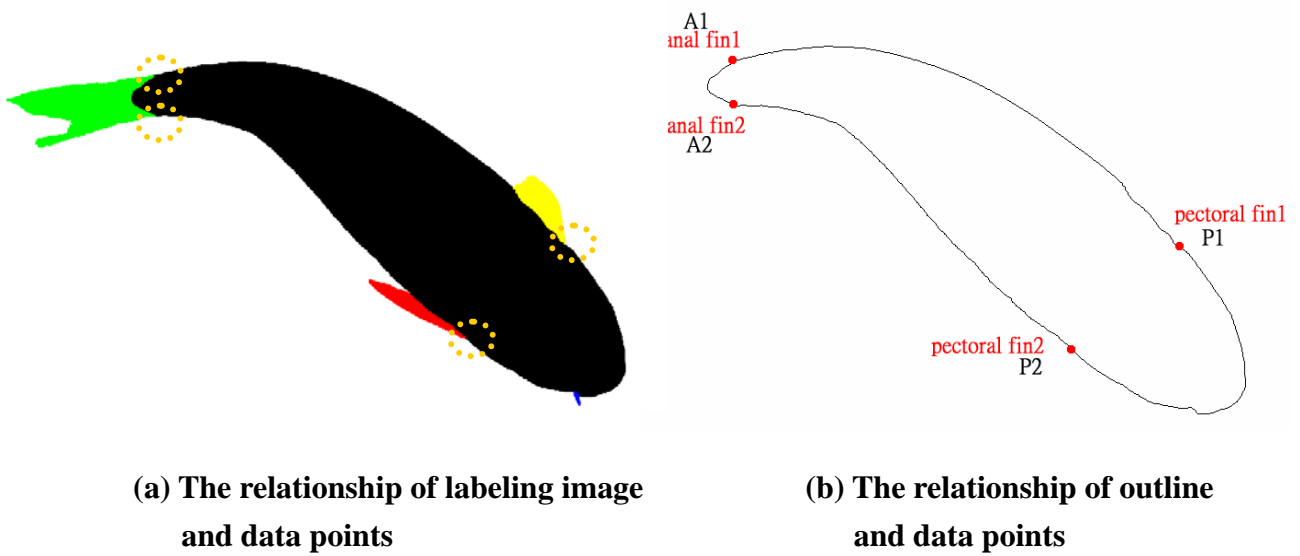 A1
anal fin1
anal fin2
A2
pectoral fin1
P1
pectoral fin2
P2
(a) The relationship of labeling image
and data points
(b) The relationship of outline
and data points